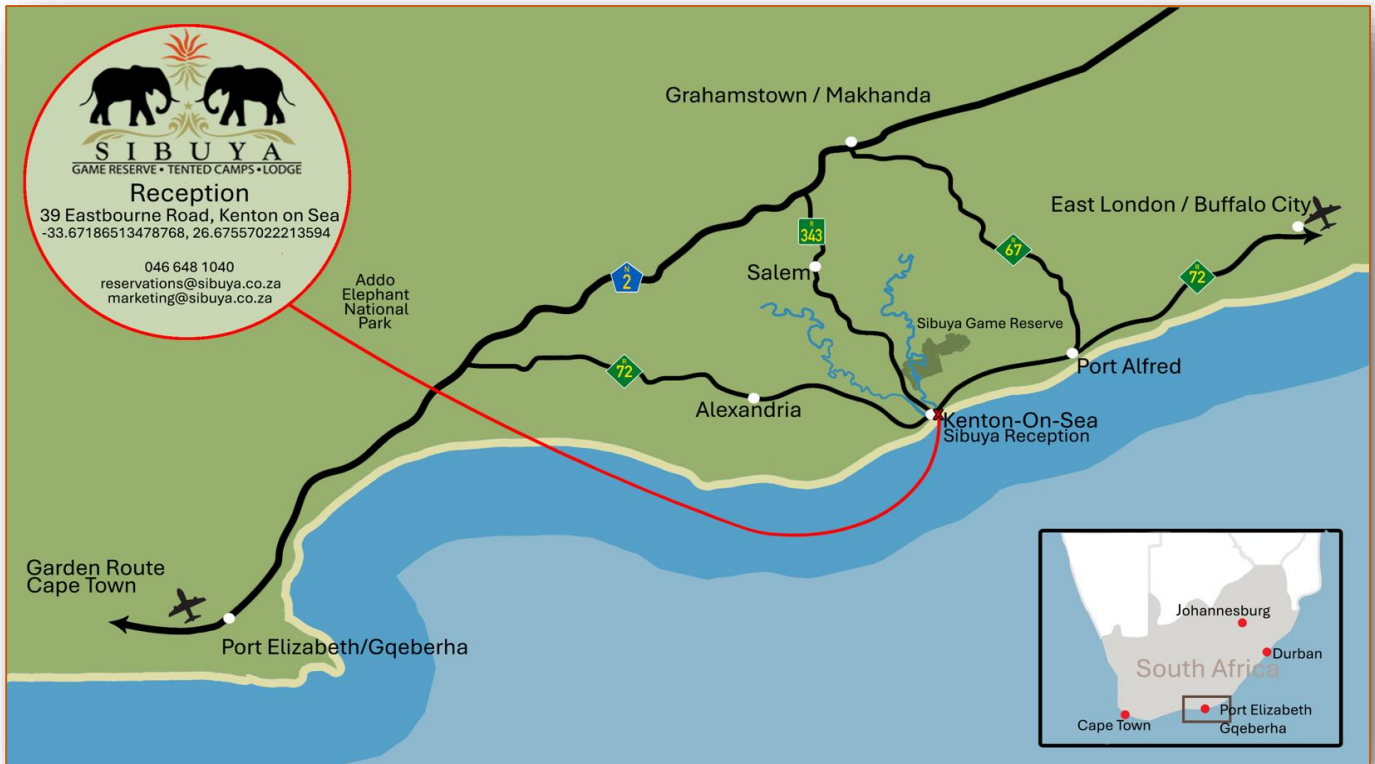 SIBUYA
GAME RESERVE • TENTED CAMPS • LODGE
Reception
39 Eastbourne Road, Kenton on Sea
-33.67186513478768, 26.67557022213594
046 648 1040
reservations@sibuya.co.za
marketing@sibuya.co.za
Grahamstown / Makhanda
East London / Buffalo City
R
343
R
67
R
72
Salem
Addo
Elephant
National
Park
N
2
Sibuya Game Reserve
R
72
Port Alfred
Alexandria
Kenton-On-Sea
Sibuya Reception
Garden Route
Cape Town
Port Elizabeth/Gqeberha
Johannesburg
Durban
South Africa
Port Elizabeth
Gqeberha
Cape Town